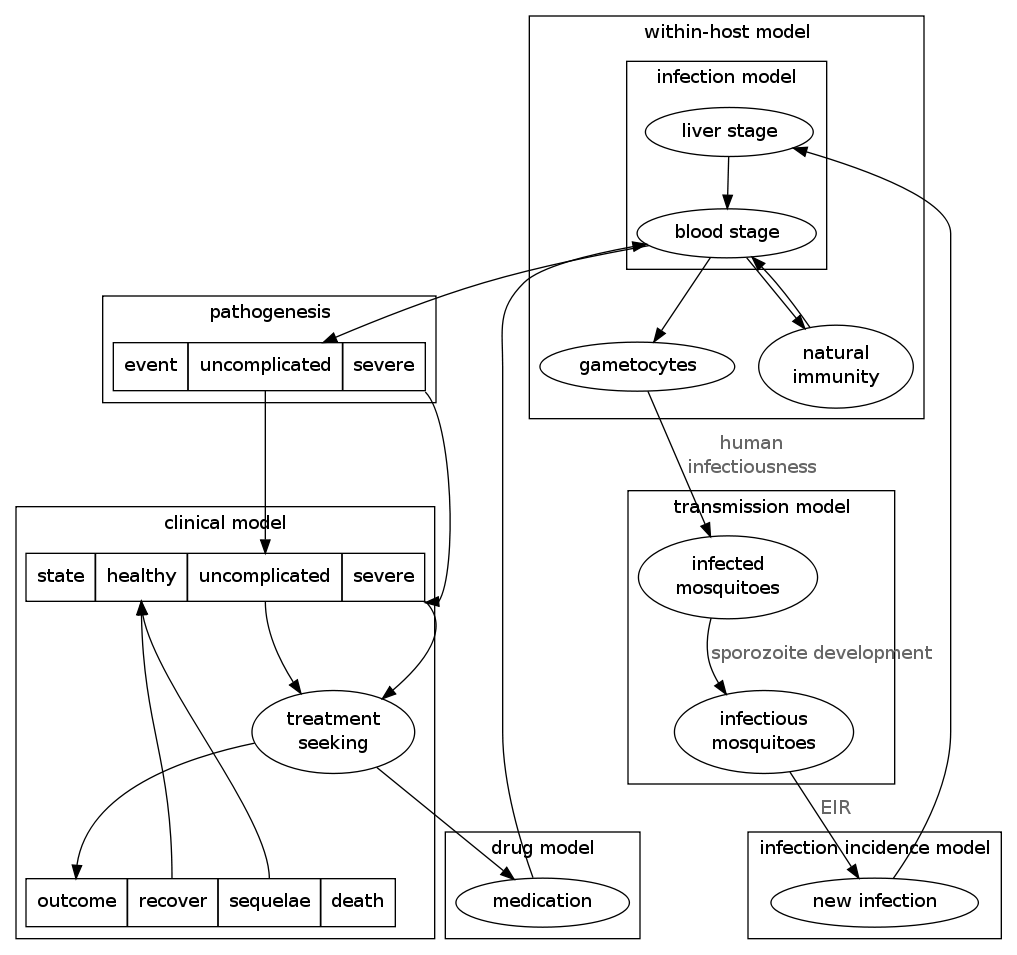 within-host model
infection model
liver stage
blood stage
pathogenesis
event uncomplicated severe
gametocytes
natural
immunity
human
infectiousness
transmission model
infected
mosquitoes
sporozoite development
infectious
mosquitoes
EIR
clinical model
state healthy uncomplicated severe
treatment
seeking
outcome recover sequelae death
drug model
medication
infection incidence model
new infection